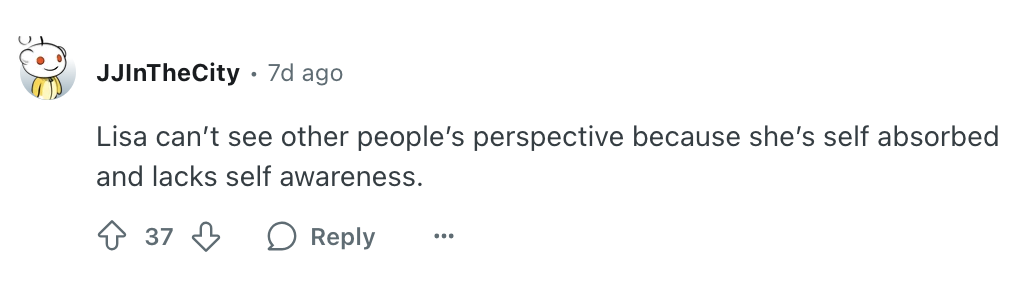 JJInTheCity • 7d ago
Lisa can’t see other people’s perspective because she’s self absorbed
and lacks self awareness.
37 Reply ...